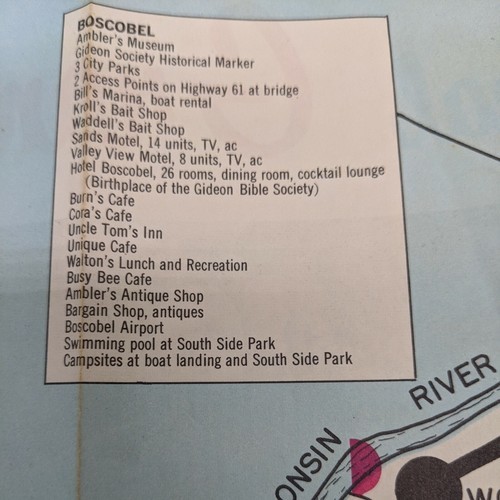 BOSCOBEL
Ambler's Museum
Gideon Society Historical Marker
3 City Parks
2 Access Points on Highway 61 at bridge
Bill's Marina, boat rental
Kroll's Bait Shop
Waddell's Bait Shop
Sands Motel, 14 units, TV, ac
Valley View Motel, 8 units, TV, ac
Hotel Boscobel, 26 rooms, dining room, cocktail lounge
(Birthplace of the Gideon Bible Society)
Burn's Cafe
Cora's Cafe
Uncle Tom's Inn
Unique Cafe
Walton's Lunch and Recreation
Busy Bee Cafe
Ambler's Antique Shop
Bargain Shop, antiques
Boscobel Airport
Swimming pool at South Side Park
Campsites at boat landing and South Side Park
ONSIN RIVER